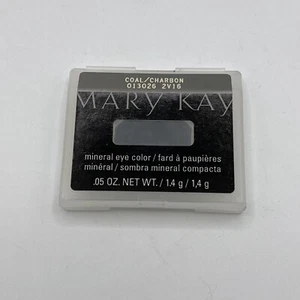 COAL/CHARBON
013026 2V16
MARY KAY
mineral eye color / fard à paupières
minéral / sombra mineral compacta
.05 OZ. NET WT. / 1.4 g / 1,4 g